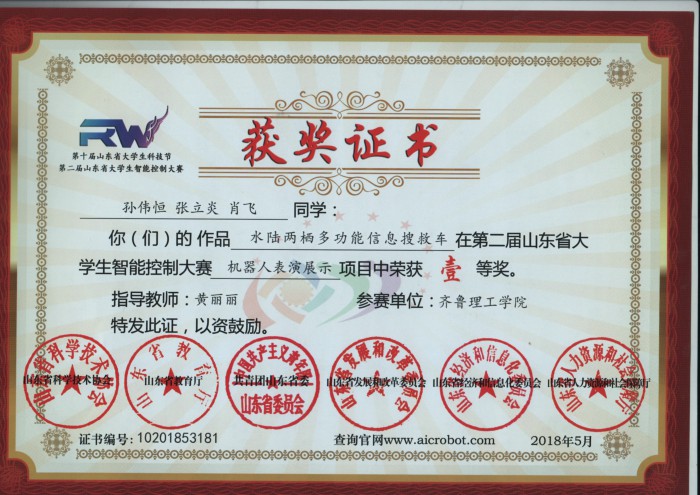 RW
第十届山东省大学生科技节
第二届山东省大学生智能控制大赛
获奖证书
孙伟恒 张立炎 肖飞 同学：
你（们）的 作品 水陆两栖多功能信息搜救车 在第二届山东省大
学生智能控制大赛 机器人表演展示 项目中荣获 壹 等奖。
指导教师：黄丽丽 参赛单位：齐鲁理工学院
特发此证，以资鼓励。
山东省科学技术协会 山东省教育厅 共青团山东省委 山东省发展和改革委员会 山东省经济和信息化委员会 山东省人力资源和社会保障厅
山东省委员会
证书编号：10201853181 查询官网www.aicrobot.com 2018年5月